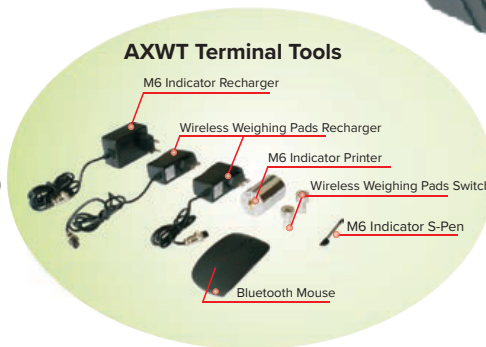 AXWT Terminal Tools
M6 Indicator Recharger
Wireless Weighing Pads Recharger
M6 Indicator Printer
Wireless Weighing Pads Switch
M6 Indicator S-Pen
Bluetooth Mouse